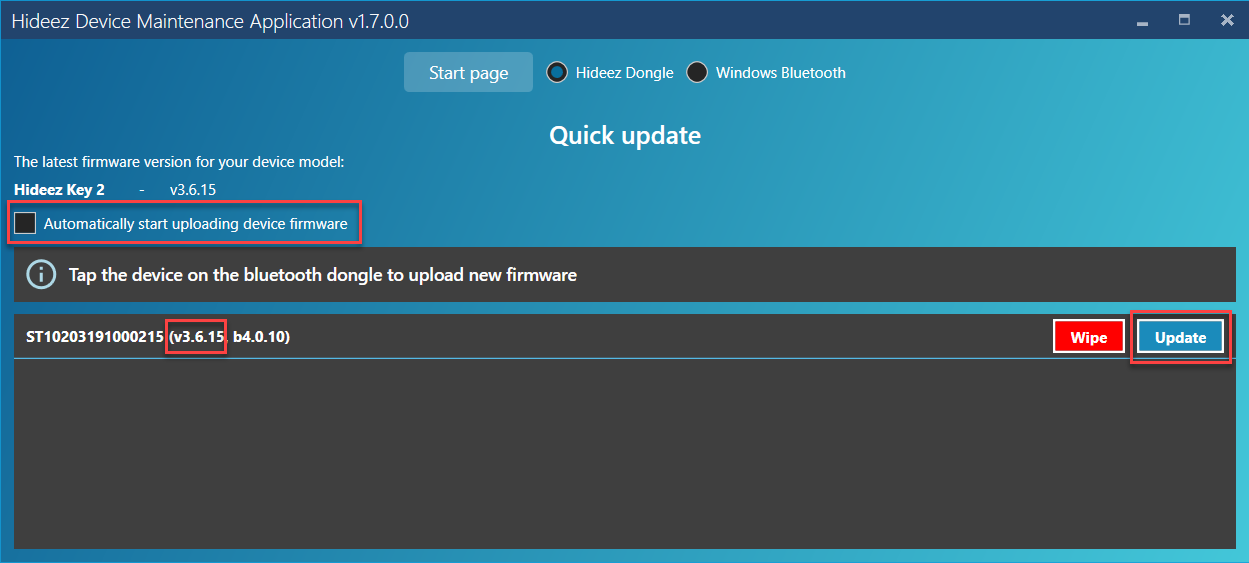 Hideez Device Maintenance Application v1.7.0.0
Start page Hideez Dongle Windows Bluetooth
Quick update
The latest firmware version for your device model:
Hideez Key 2 - v3.6.15
Automatically start uploading device firmware
Tap the device on the bluetooth dongle to upload new firmware
ST10203191000215 (v3.6.15, b4.0.10) Wipe Update